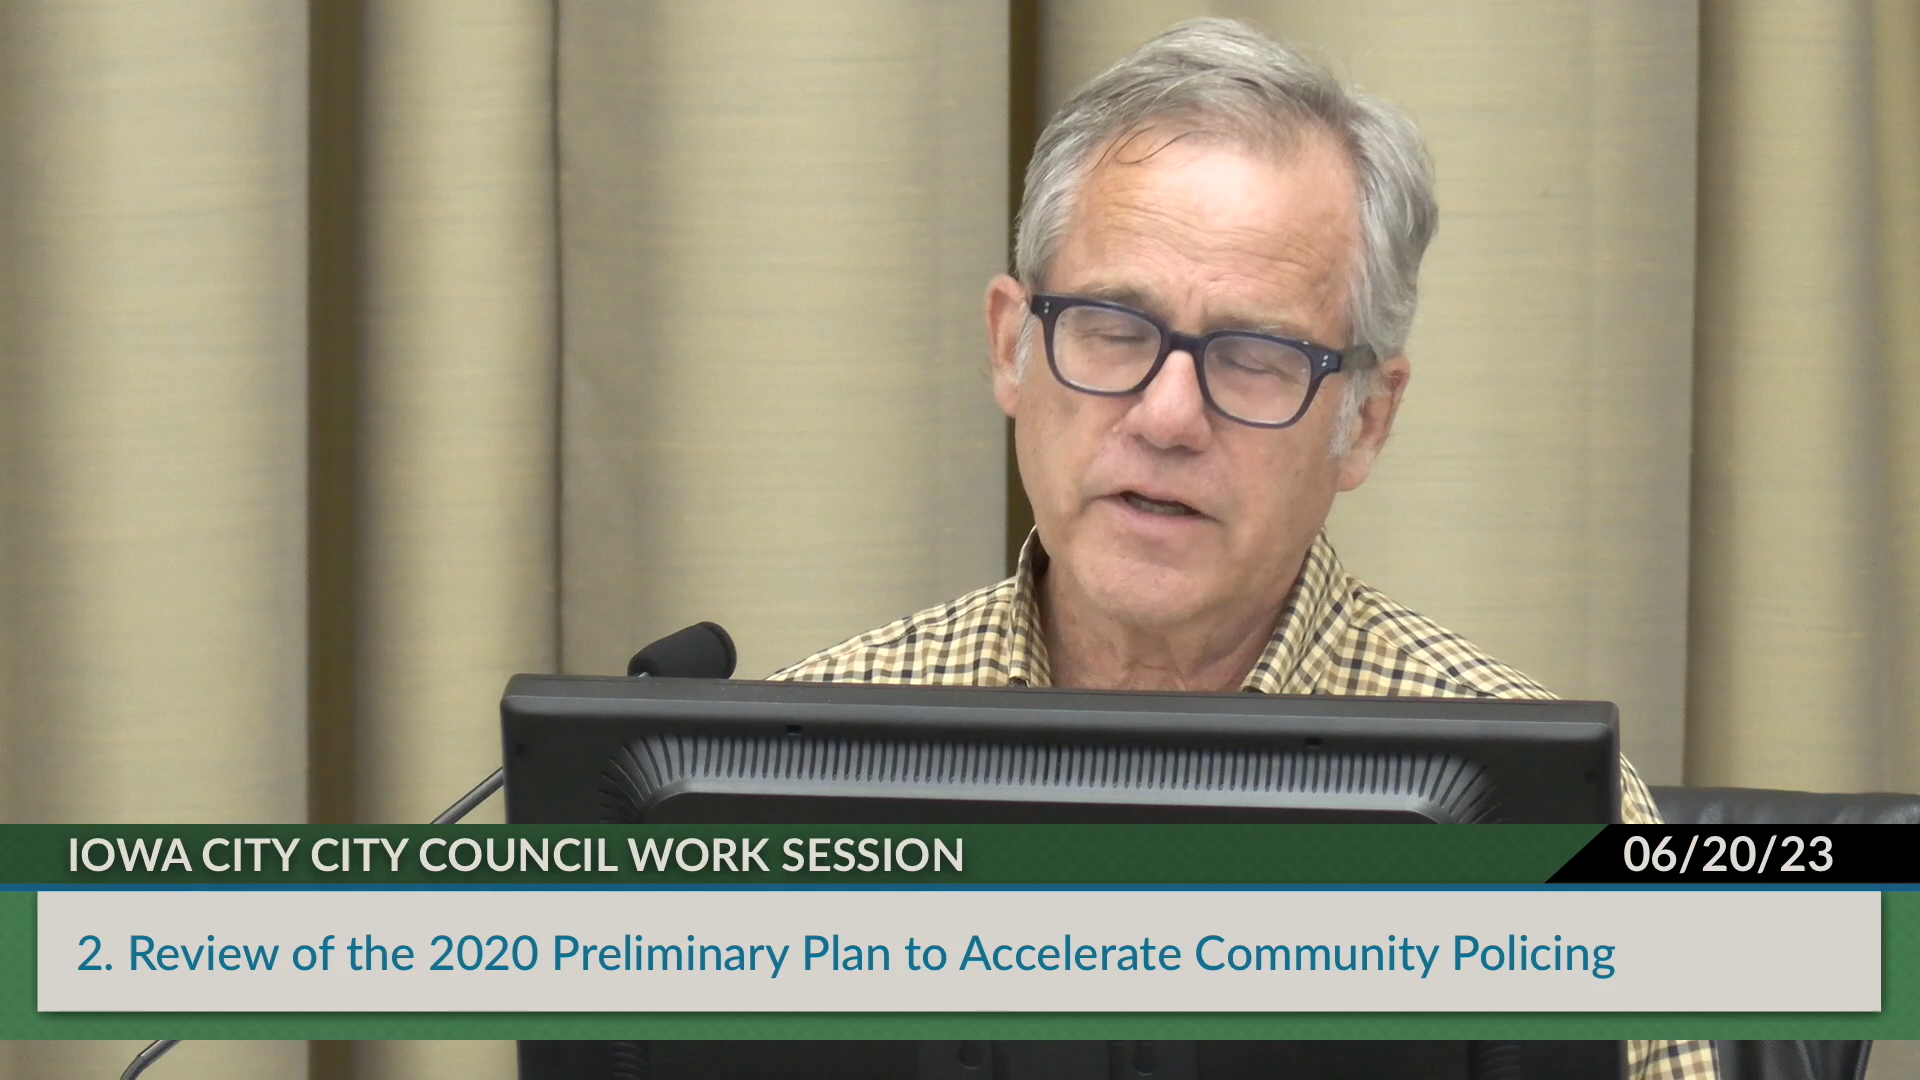 IOWA CITY CITY COUNCIL WORK SESSION
06/20/23
2. Review of the 2020 Preliminary Plan to Accelerate Community Policing